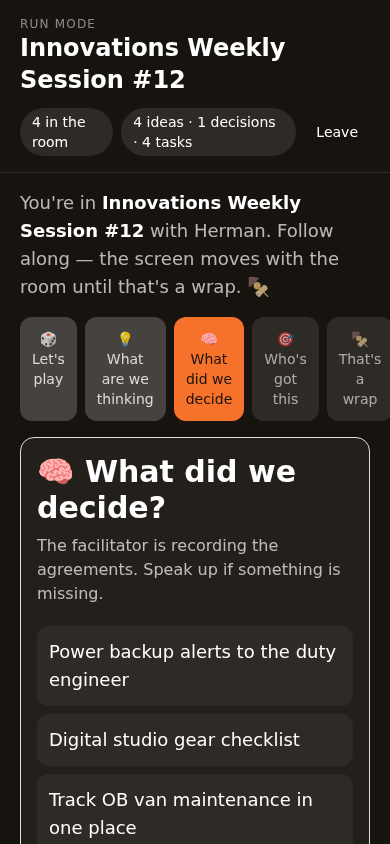 RUN MODE
Innovations Weekly
Session #12
4 in the
room
4 ideas · 1 decisions
· 4 tasks
Leave
You're in Innovations Weekly
Session #12 with Herman. Follow
along — the screen moves with the
room until that's a wrap.
Let's
play
What
are we
thinking
What
did we
decide
Who's
got
this
That's
a
wrap
What did we
decide?
The facilitator is recording the
agreements. Speak up if something is
missing.
Power backup alerts to the duty
engineer
Digital studio gear checklist
Track OB van maintenance in
one place